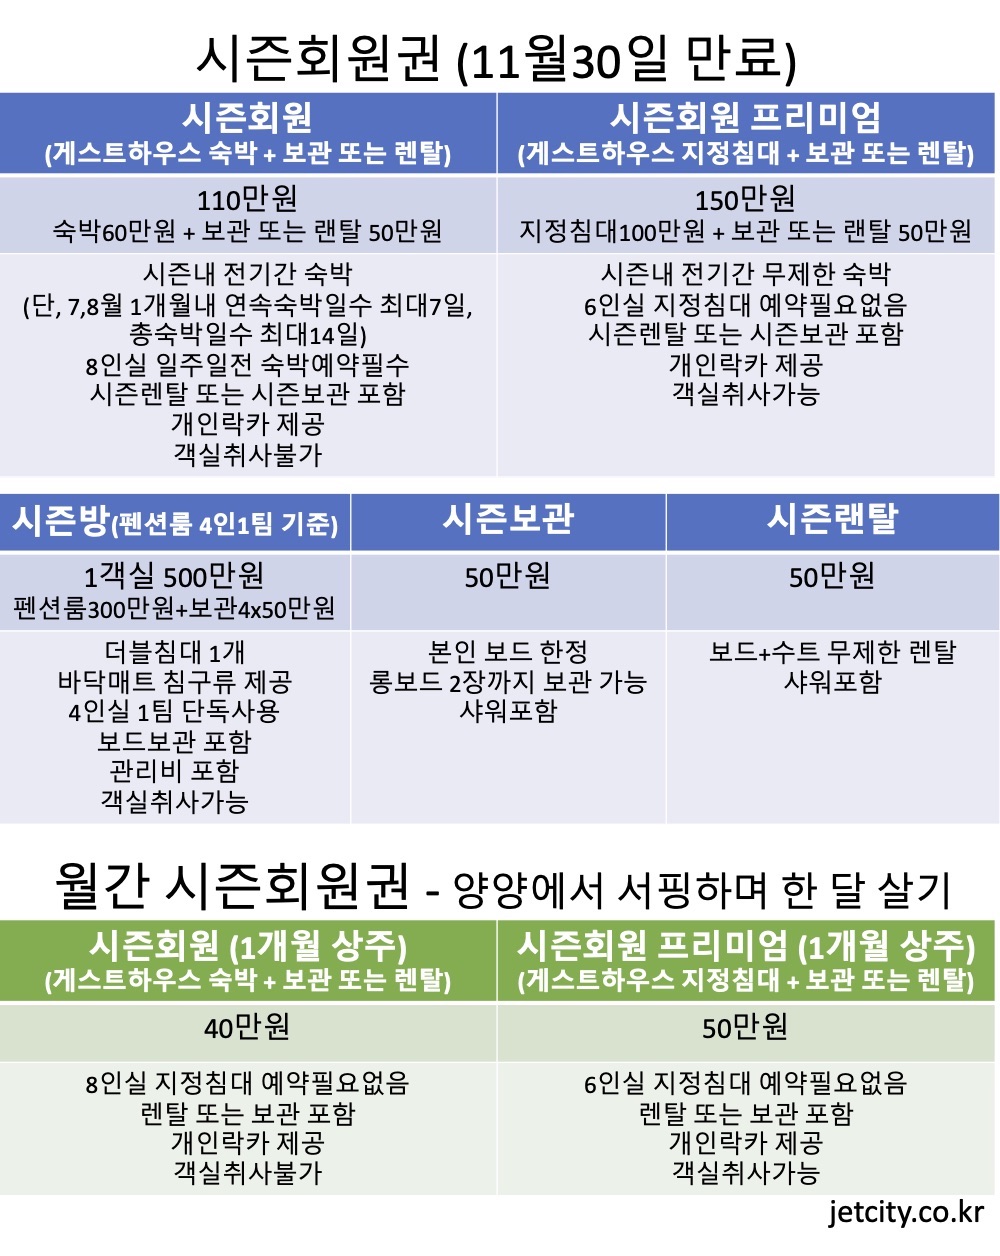 시즌회원권 (11월30일 만료)
시즌회원
(게스트하우스 숙박 + 보관 또는 렌탈)
시즌회원 프리미엄
(게스트하우스 지정침대 + 보관 또는 렌탈)
110만원
숙박60만원 + 보관 또는 랜탈 50만원
150만원
지정침대100만원 + 보관 또는 랜탈 50만원
시즌내 전기간 숙박
(단, 7,8월 1개월내 연속숙박일수 최대7일,
총숙박일수 최대14일)
8인실 일주일전 숙박예약필수
시즌렌탈 또는 시즌보관 포함
개인락카 제공
객실취사불가
시즌내 전기간 무제한 숙박
6인실 지정침대 예약필요없음
시즌렌탈 또는 시즌보관 포함
개인락카 제공
객실취사가능
시즌방(펜션룸 4인1팀 기준)
시즌보관
시즌랜탈
1객실 500만원
펜션룸300만원+보관4x50만원
50만원
50만원
더블침대 1개
바닥매트 침구류 제공
4인실 1팀 단독사용
보드보관 포함
관리비 포함
객실취사가능
본인 보드 한정
롱보드 2장까지 보관 가능
샤워포함
보드+수트 무제한 렌탈
샤워포함
월간 시즌회원권 - 양양에서 서핑하며 한 달 살기
시즌회원 (1개월 상주)
(게스트하우스 숙박 + 보관 또는 렌탈)
시즌회원 프리미엄 (1개월 상주)
(게스트하우스 지정침대 + 보관 또는 렌탈)
40만원
50만원
8인실 지정침대 예약필요없음
렌탈 또는 보관 포함
개인락카 제공
객실취사불가
6인실 지정침대 예약필요없음
렌탈 또는 보관 포함
개인락카 제공
객실취사가능
jetcity.co.kr